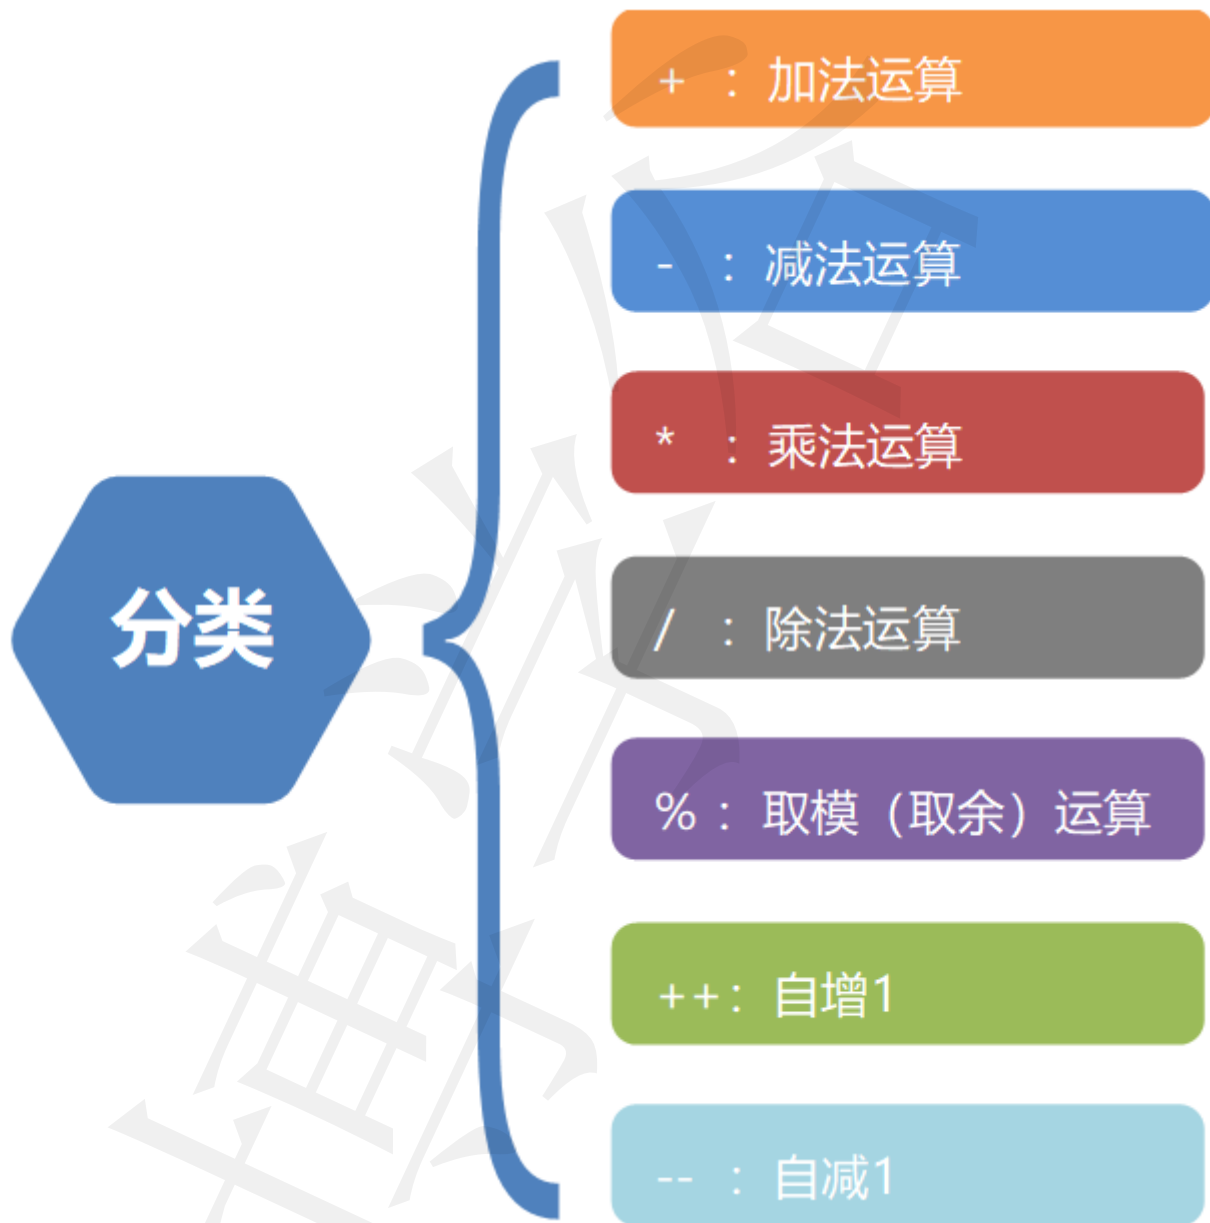 分类
+ : 加法运算
- : 减法运算
* : 乘法运算
/ : 除法运算
% : 取模（取余）运算
++: 自增1
-- : 自减1